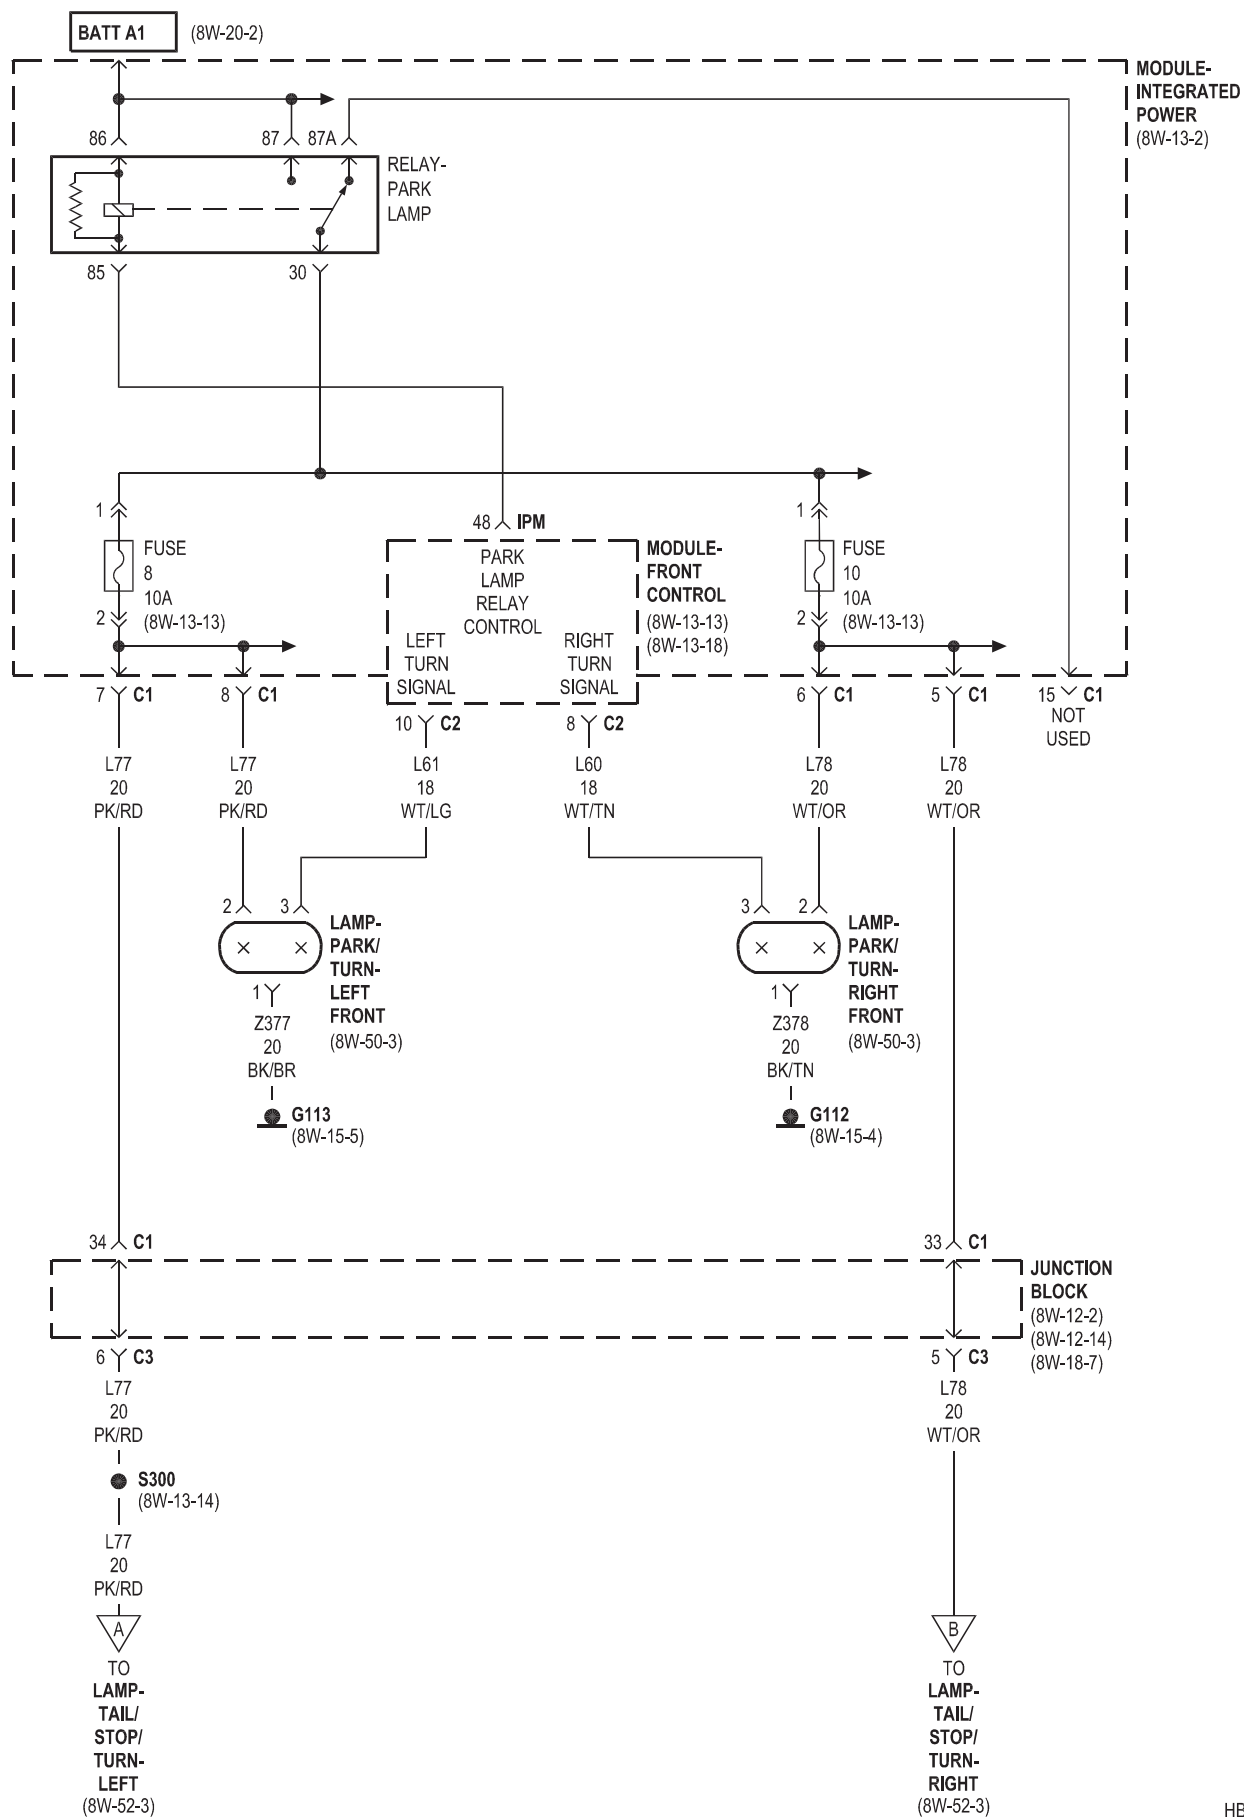 BATT A1 (8W-20-2)
MODULE-
INTEGRATED
POWER
(8W-13-2)
86
87 87A
RELAY-
PARK
LAMP
85
30
1
FUSE
8
10A
(8W-13-13)
2
48 IPM
PARK
LAMP
RELAY
CONTROL
LEFT
TURN
SIGNAL
RIGHT
TURN
SIGNAL
MODULE-
FRONT
CONTROL
(8W-13-13)
(8W-13-18)
1
FUSE
10
10A
(8W-13-13)
2
7 C1
8 C1
10 C2
8 C2
6 C1
5 C1
15 C1
NOT
USED
L77
20
PK/RD
L77
20
PK/RD
L61
18
WT/LG
L60
18
WT/TN
L78
20
WT/OR
L78
20
WT/OR
2 3
LAMP-
PARK/
TURN-
LEFT
FRONT
(8W-50-3)
1
Z377
20
BK/BR
G113
(8W-15-5)
3 2
LAMP-
PARK/
TURN-
RIGHT
FRONT
(8W-50-3)
1
Z378
20
BK/TN
G112
(8W-15-4)
34 C1
33 C1
JUNCTION
BLOCK
(8W-12-2)
(8W-12-14)
(8W-18-7)
6 C3
5 C3
L77
20
PK/RD
S300
(8W-13-14)
L77
20
PK/RD
A
TO
LAMP-
TAIL/
STOP/
TURN-
LEFT
(8W-52-3)
L78
20
WT/OR
B
TO
LAMP-
TAIL/
STOP/
TURN-
RIGHT
(8W-52-3)
HB